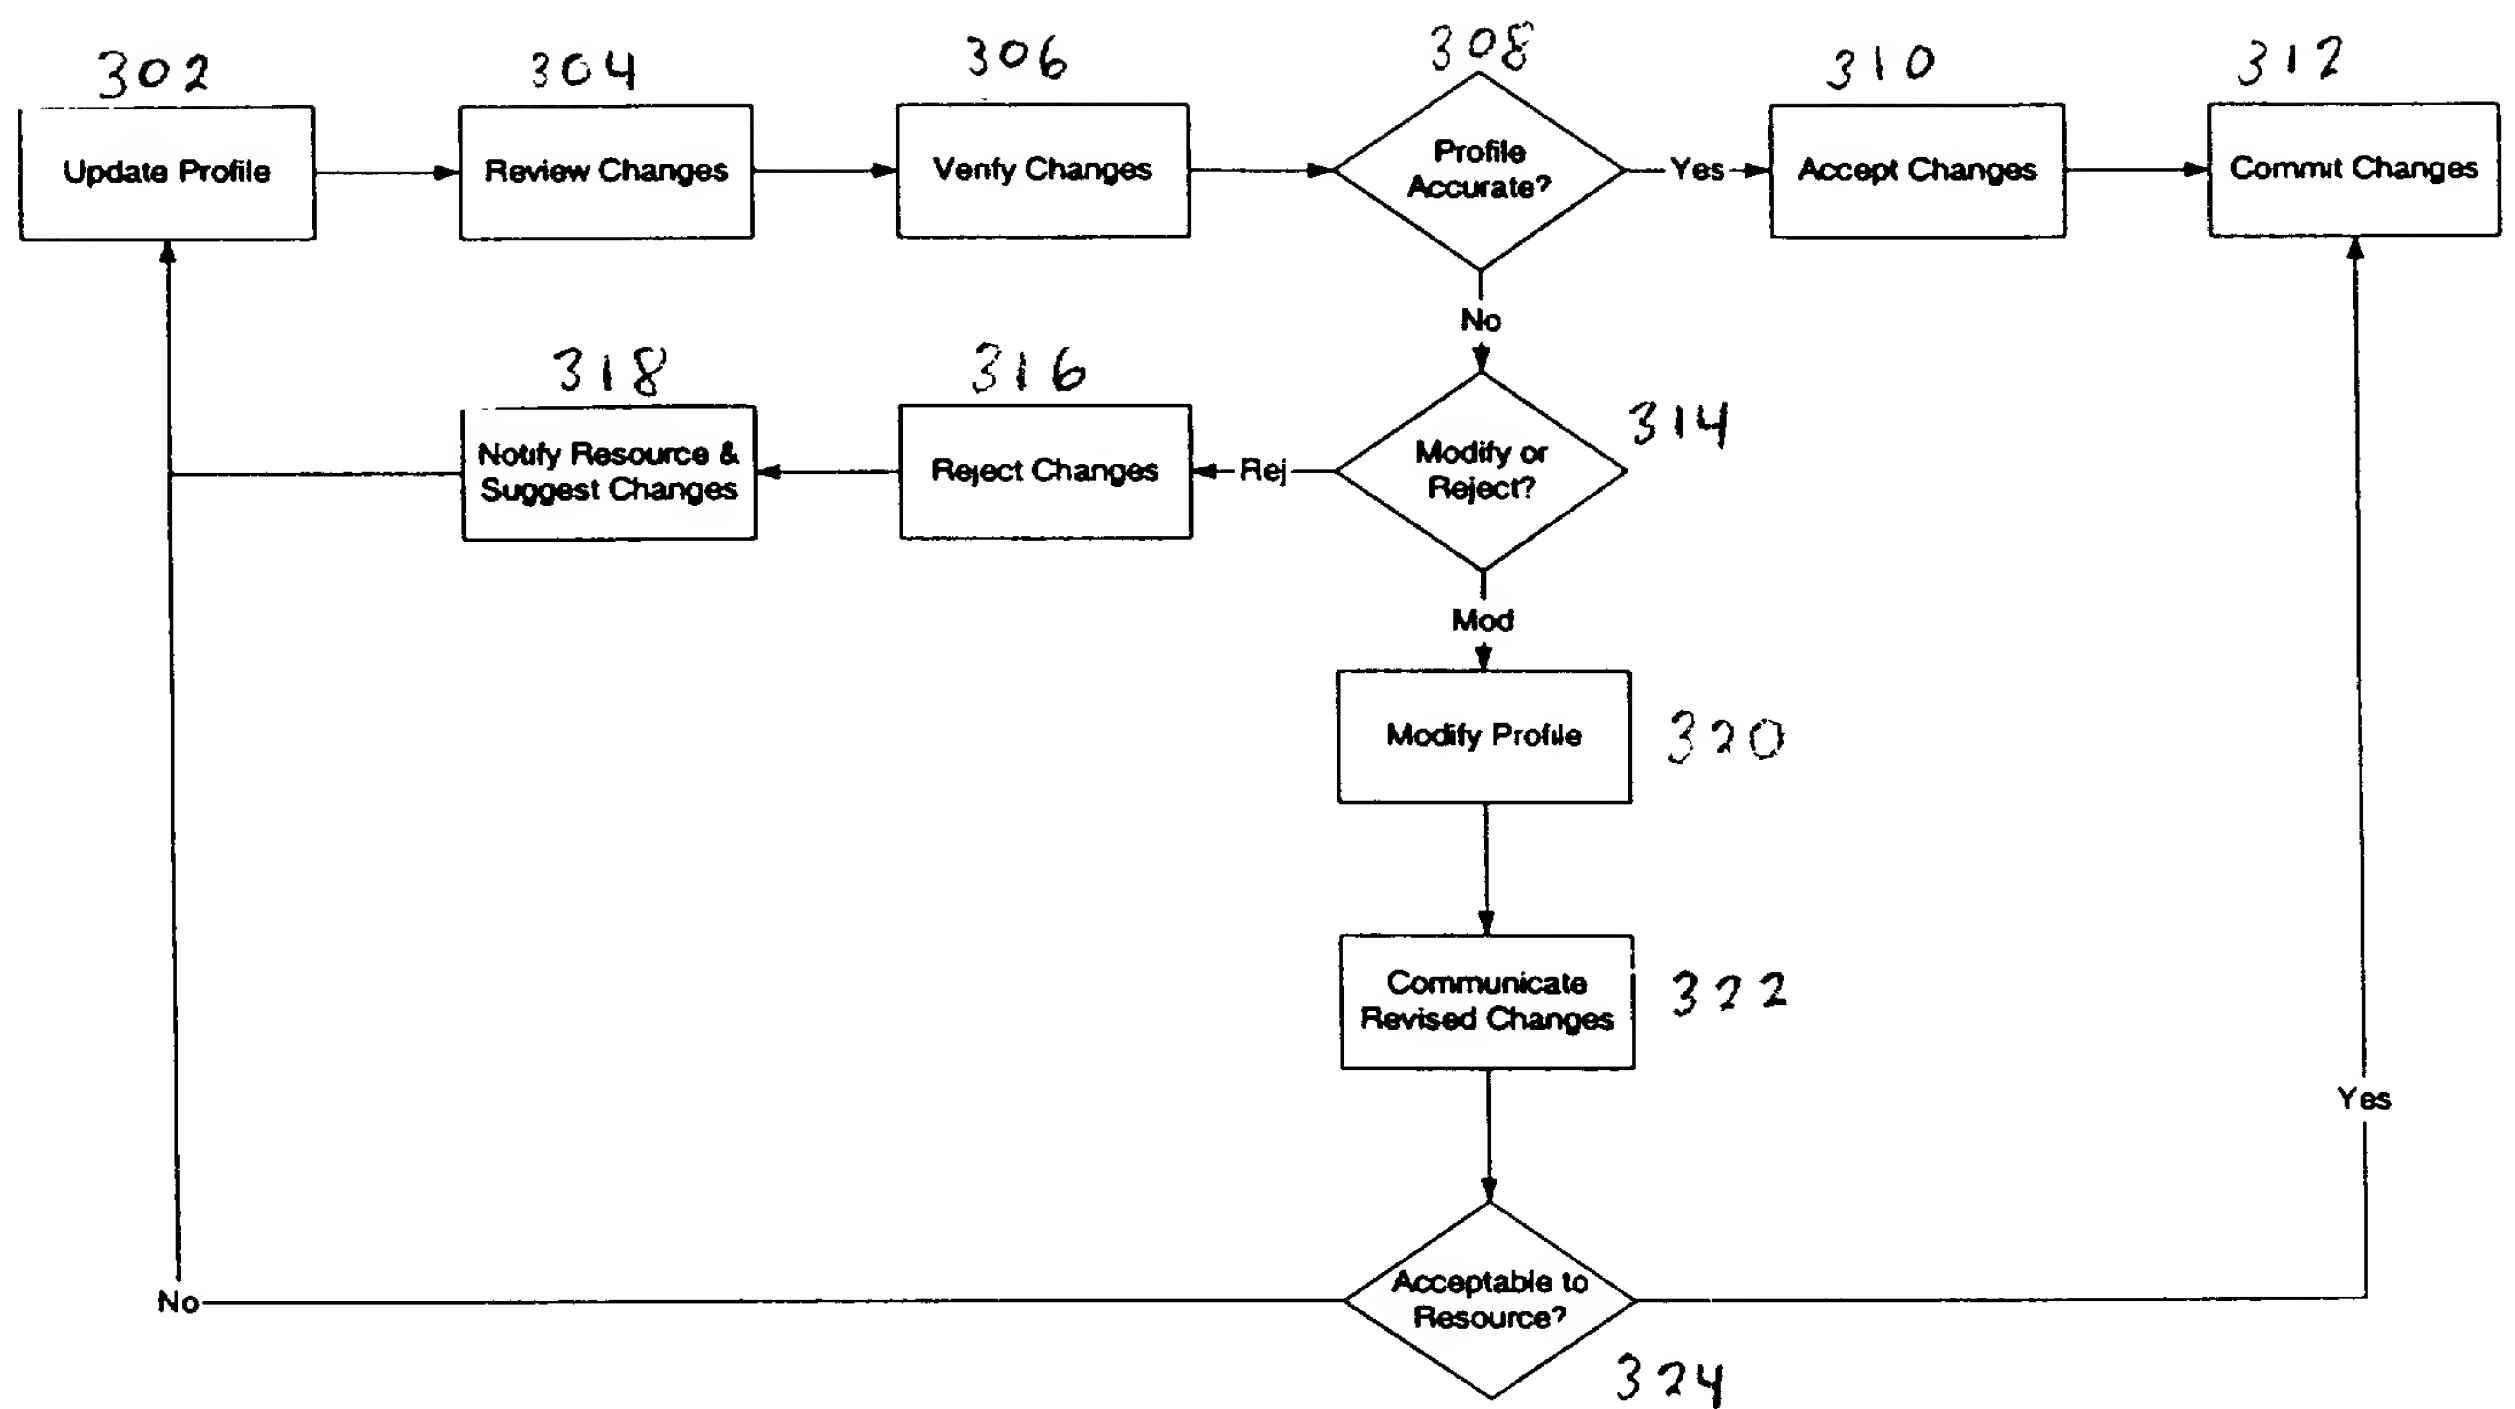 302
304
306
308
310
312
Update Profile
Review Changes
Verify Changes
Profile
Accurate?
Yes
Accept Changes
Commit Changes
No
318
316
314
Notify Resource &
Suggest Changes
Reject Changes
Rej
Modify or
Reject?
Mod
Modify Profile
320
Communicate
Revised Changes
322
Yes
No
Acceptable to
Resource?
324